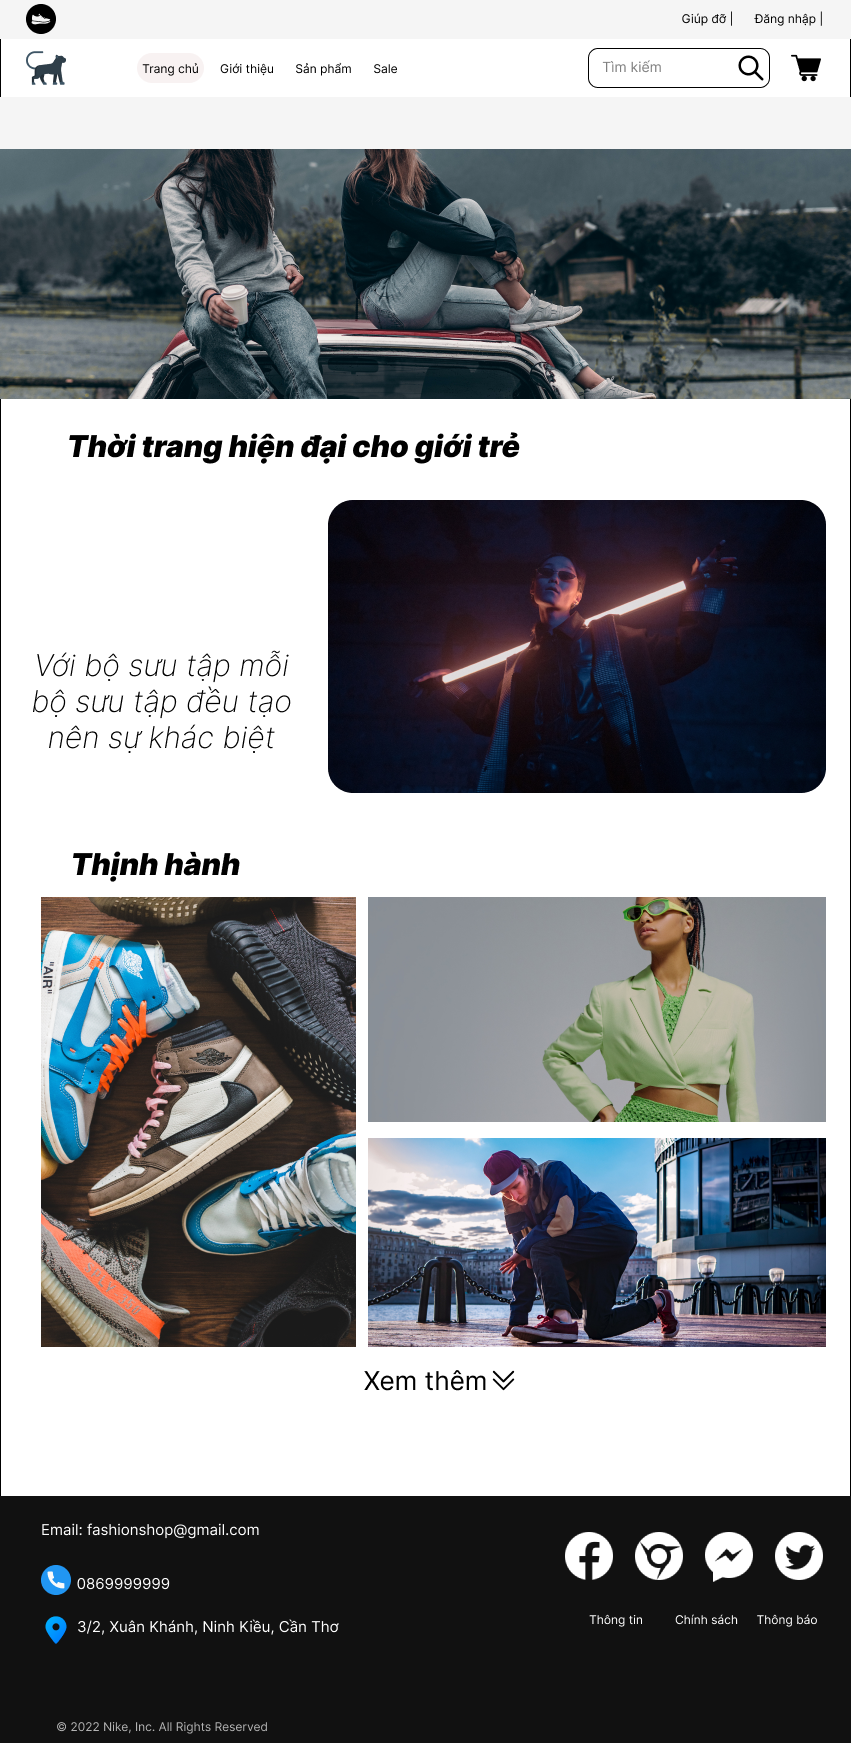 Giúp đỡ | Đăng nhập |
Trang chủ Giới thiệu Sản phẩm Sale Tìm kiếm
Thời trang hiện đại cho giới trẻ
Với bộ sưu tập mỗi
bộ sưu tập đều tạo
nên sự khác biệt
Thịnh hành
"AIR"
Xem thêm
Email: fashionshop@gmail.com
0869999999
3/2, Xuân Khánh, Ninh Kiều, Cần Thơ
Thông tin Chính sách Thông báo
© 2022 Nike, Inc. All Rights Reserved